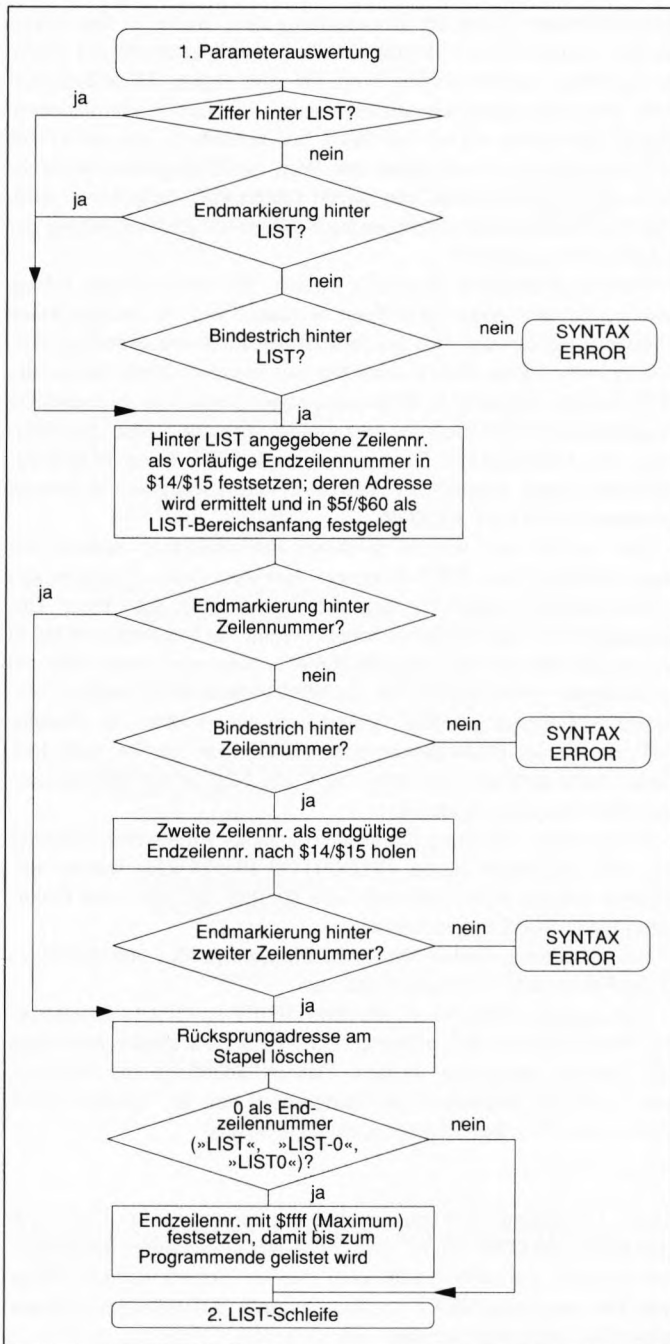 1. Parameterauswertung
ja
Ziffer hinter LIST?
nein
ja
Endmarkierung hinter
LIST?
nein
Bindestrich hinter
LIST?
nein
SYNTAX
ERROR
ja
Hinter LIST angegebene Zeilennr.
als vorläufige Endzeilennummer in
$14/$15 festsetzen; deren Adresse
wird ermittelt und in $5f/$60 als
LIST-Bereichsanfang festgelegt
ja
Endmarkierung hinter
Zeilennummer?
nein
Bindestrich hinter
Zeilennummer?
nein
SYNTAX
ERROR
ja
Zweite Zeilennr. als endgültige
Endzeilennr. nach $14/$15 holen
Endmarkierung hinter
zweiter Zeilennummer?
nein
SYNTAX
ERROR
ja
Rücksprungadresse am
Stapel löschen
0 als End-
zeilennummer
(»LIST«, »LIST-0«,
»LIST0«)?
nein
ja
Endzeilennr. mit $ffff (Maximum)
festsetzen, damit bis zum
Programmende gelistet wird
2. LIST-Schleife